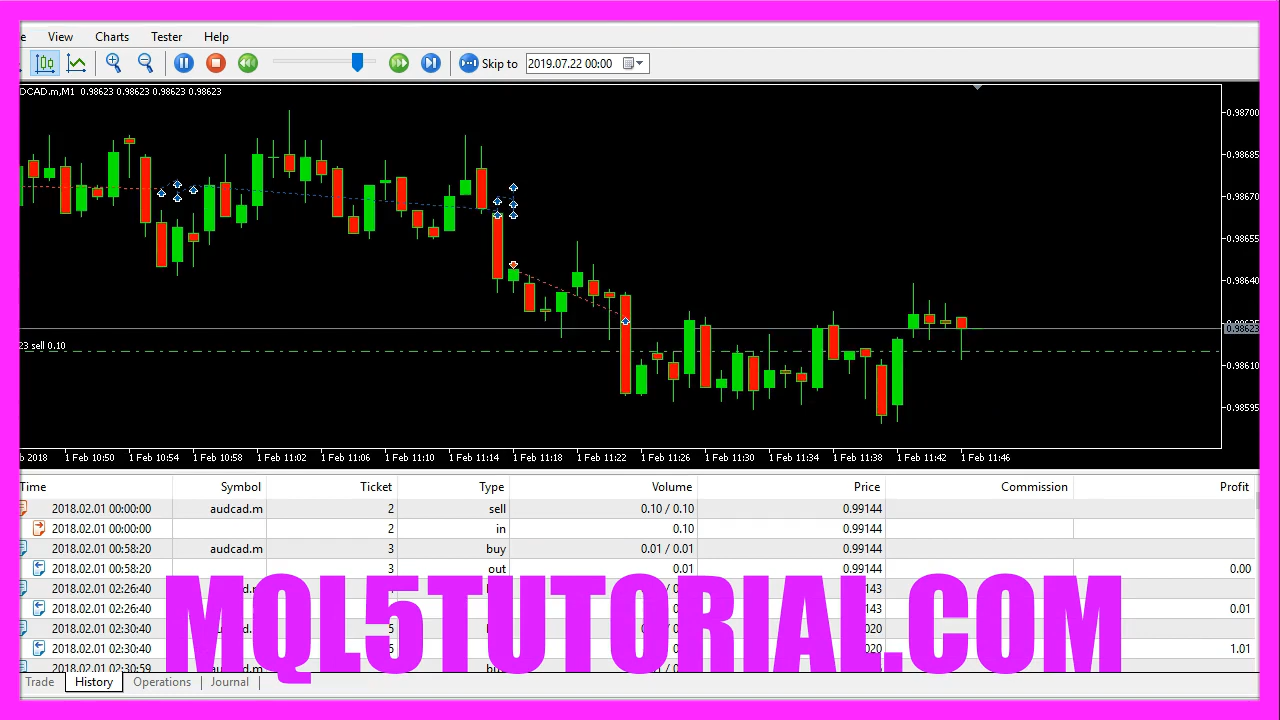 e View Charts Tester Help
Skip to 2019.07.22 00:00
DCAD.m,M1 0.98623 0.98623 0.98623 0.98623
0.98700
0.98685
0.98670
0.98655
0.98640
0.98623
23 sell 0.10
0.98610
0.98595
b 2018 1 Feb 10:50 1 Feb 10:54 1 Feb 10:58 1 Feb 11:02 1 Feb 11:06 1 Feb 11:10 1 Feb 11:14 1 Feb 11:18 1 Feb 11:22 1 Feb 11:26 1 Feb 11:30 1 Feb 11:34 1 Feb 11:38 1 Feb 11:42 1 Feb 11:46
Time Symbol Ticket Type Volume Price Commission Profit
2018.02.01 00:00:00 audcad.m 2 sell 0.10 / 0.10 0.99144
2018.02.01 00:00:00 2 in 0.10 0.99144
2018.02.01 00:58:20 audcad.m 3 buy 0.01 / 0.01 0.99144
2018.02.01 00:58:20 3 out 0.01 0.99144 0.00
2018.02.01 02:26:40
2018.02.01 02:26:40 0.01
2018.02.01 02:30:40
2018.02.01 02:30:40 1.01
2018.02.01 02:30:59
MQL5TUTORIAL.COM
Trade History Operations Journal